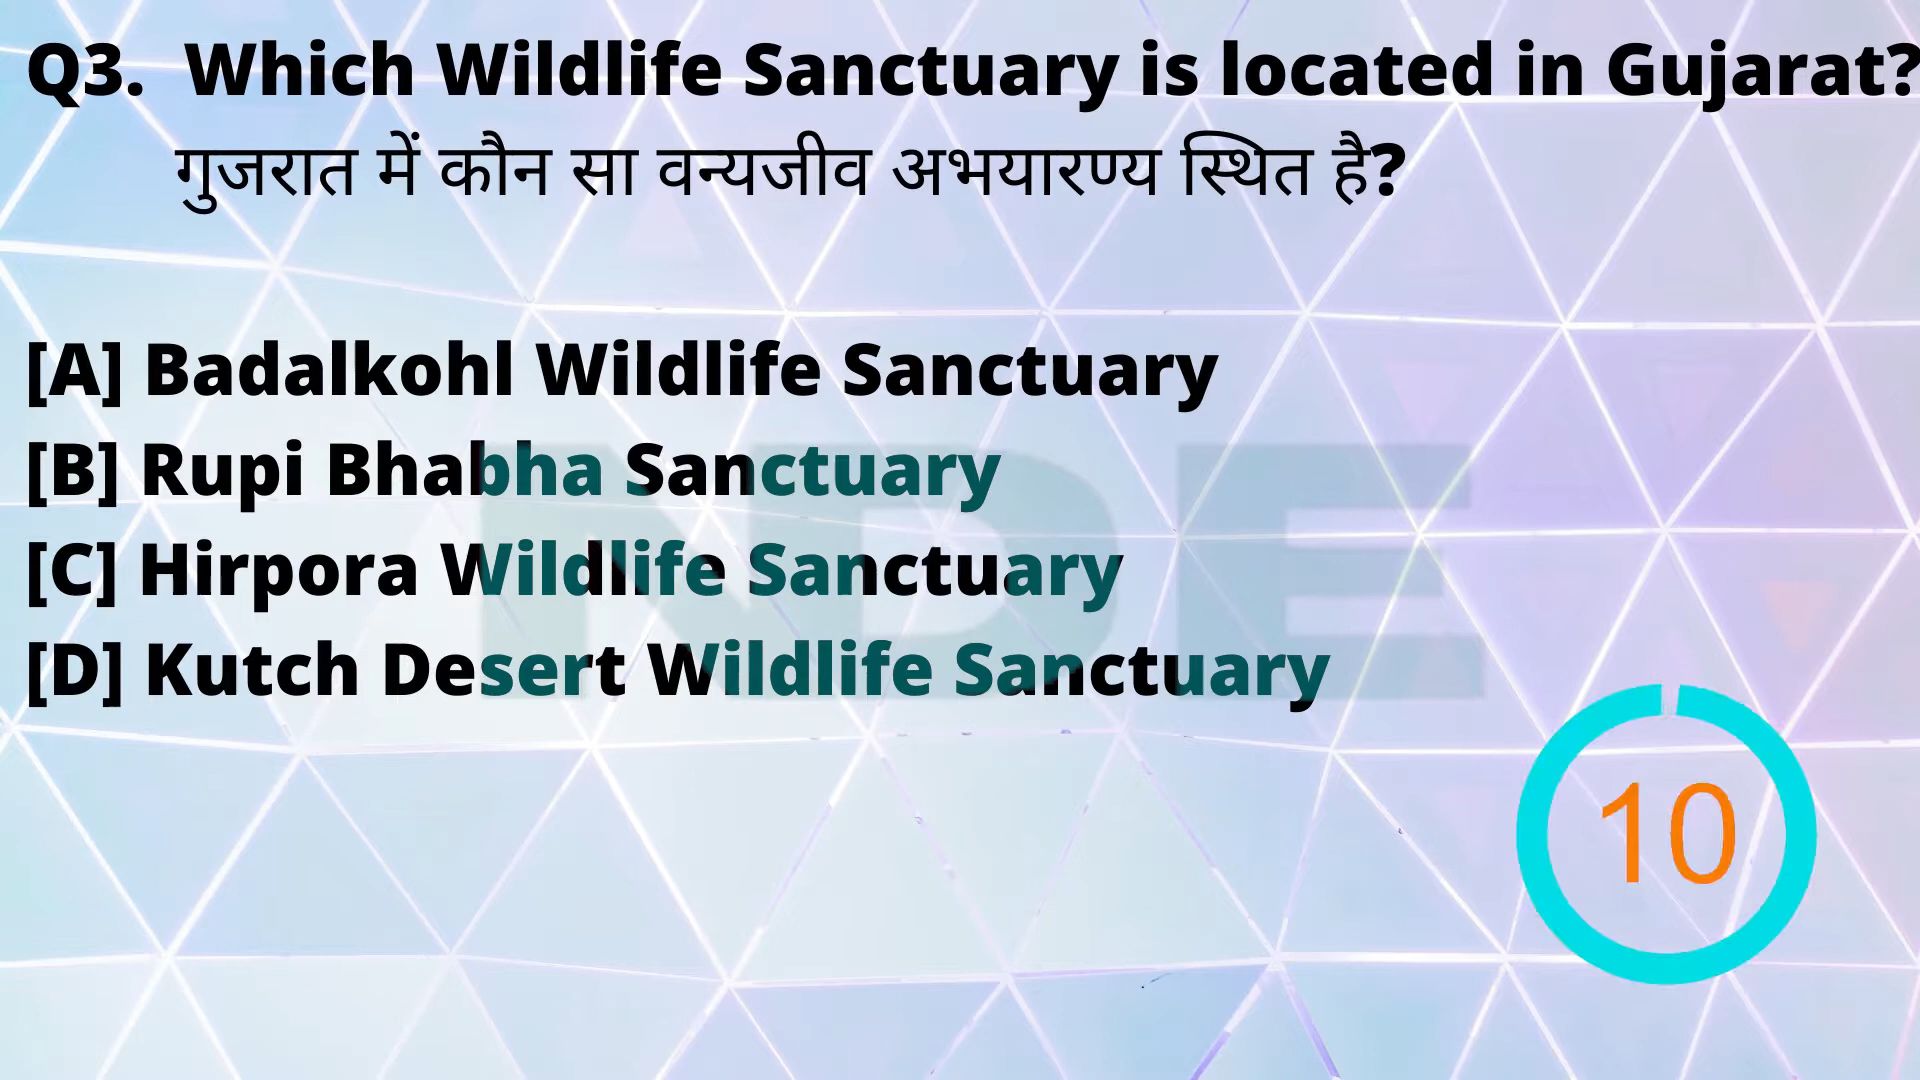 Q3. Which Wildlife Sanctuary is located in Gujarat?
गुजरात में कौन सा वन्यजीव अभयारण्य स्थित है?
[A] Badalkohl Wildlife Sanctuary
[B] Rupi Bhabha Sanctuary
[C] Hirpora Wildlife Sanctuary
[D] Kutch Desert Wildlife Sanctuary
NDE
10